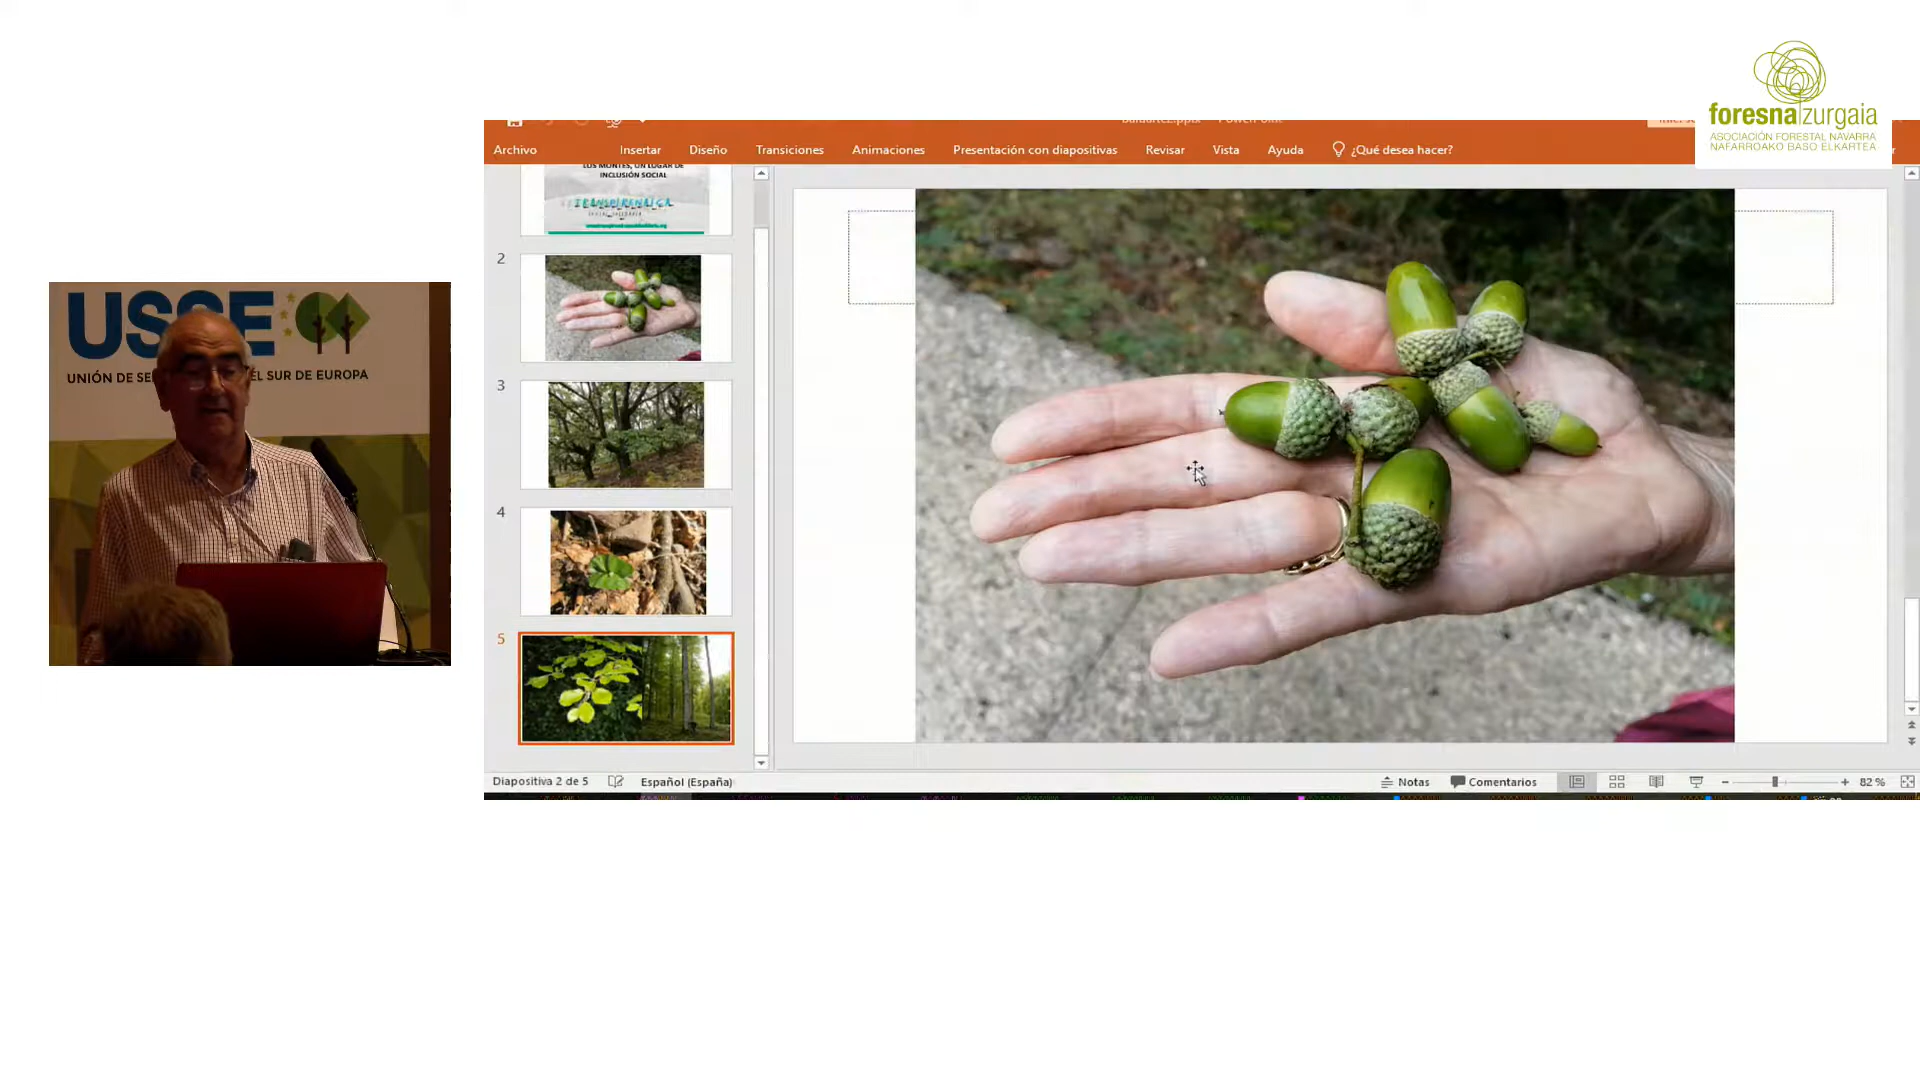 foresna zurgaia
ASOCIACIÓN FORESTAL NAVARRA
NAFARROAKO BASO ELKARTEA
Archivo Insertar Diseño Transiciones Animaciones Presentación con diapositivas Revisar Vista Ayuda ¿Qué desea hacer?
LOS MONTES, UN LUGAR DE
INCLUSIÓN SOCIAL
TRANSPIRENAICA
2
3
4
5
USSE
UNIÓN DE SE
EL SUR DE EUROPA
Diapositiva 2 de 5 Español (España) Notas Comentarios 82 %